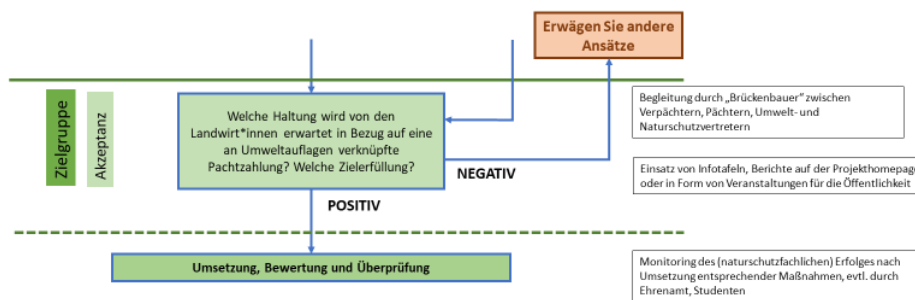 Erwägen Sie andere
Ansätze
Zielgruppe
Akzeptanz
Welche Haltung wird von den
Landwirt*innen erwartet in Bezug auf eine
an Umweltauflagen verknüpfte
Pachtzahlung? Welche Zielerfüllung?
NEGATIV
POSITIV
Begleitung durch „Brückenbauer" zwischen
Verpächtern, Pächtern, Umwelt- und
Naturschutzvertretern
Einsatz von Infotafeln, Berichte auf der Projekthomepage
oder in Form von Veranstaltungen für die Öffentlichkeit
Umsetzung, Bewertung und Überprüfung
Monitoring des (naturschutzfachlichen) Erfolges nach
Umsetzung entsprechender Maßnahmen, evtl. durch
Ehrenamt, Studenten